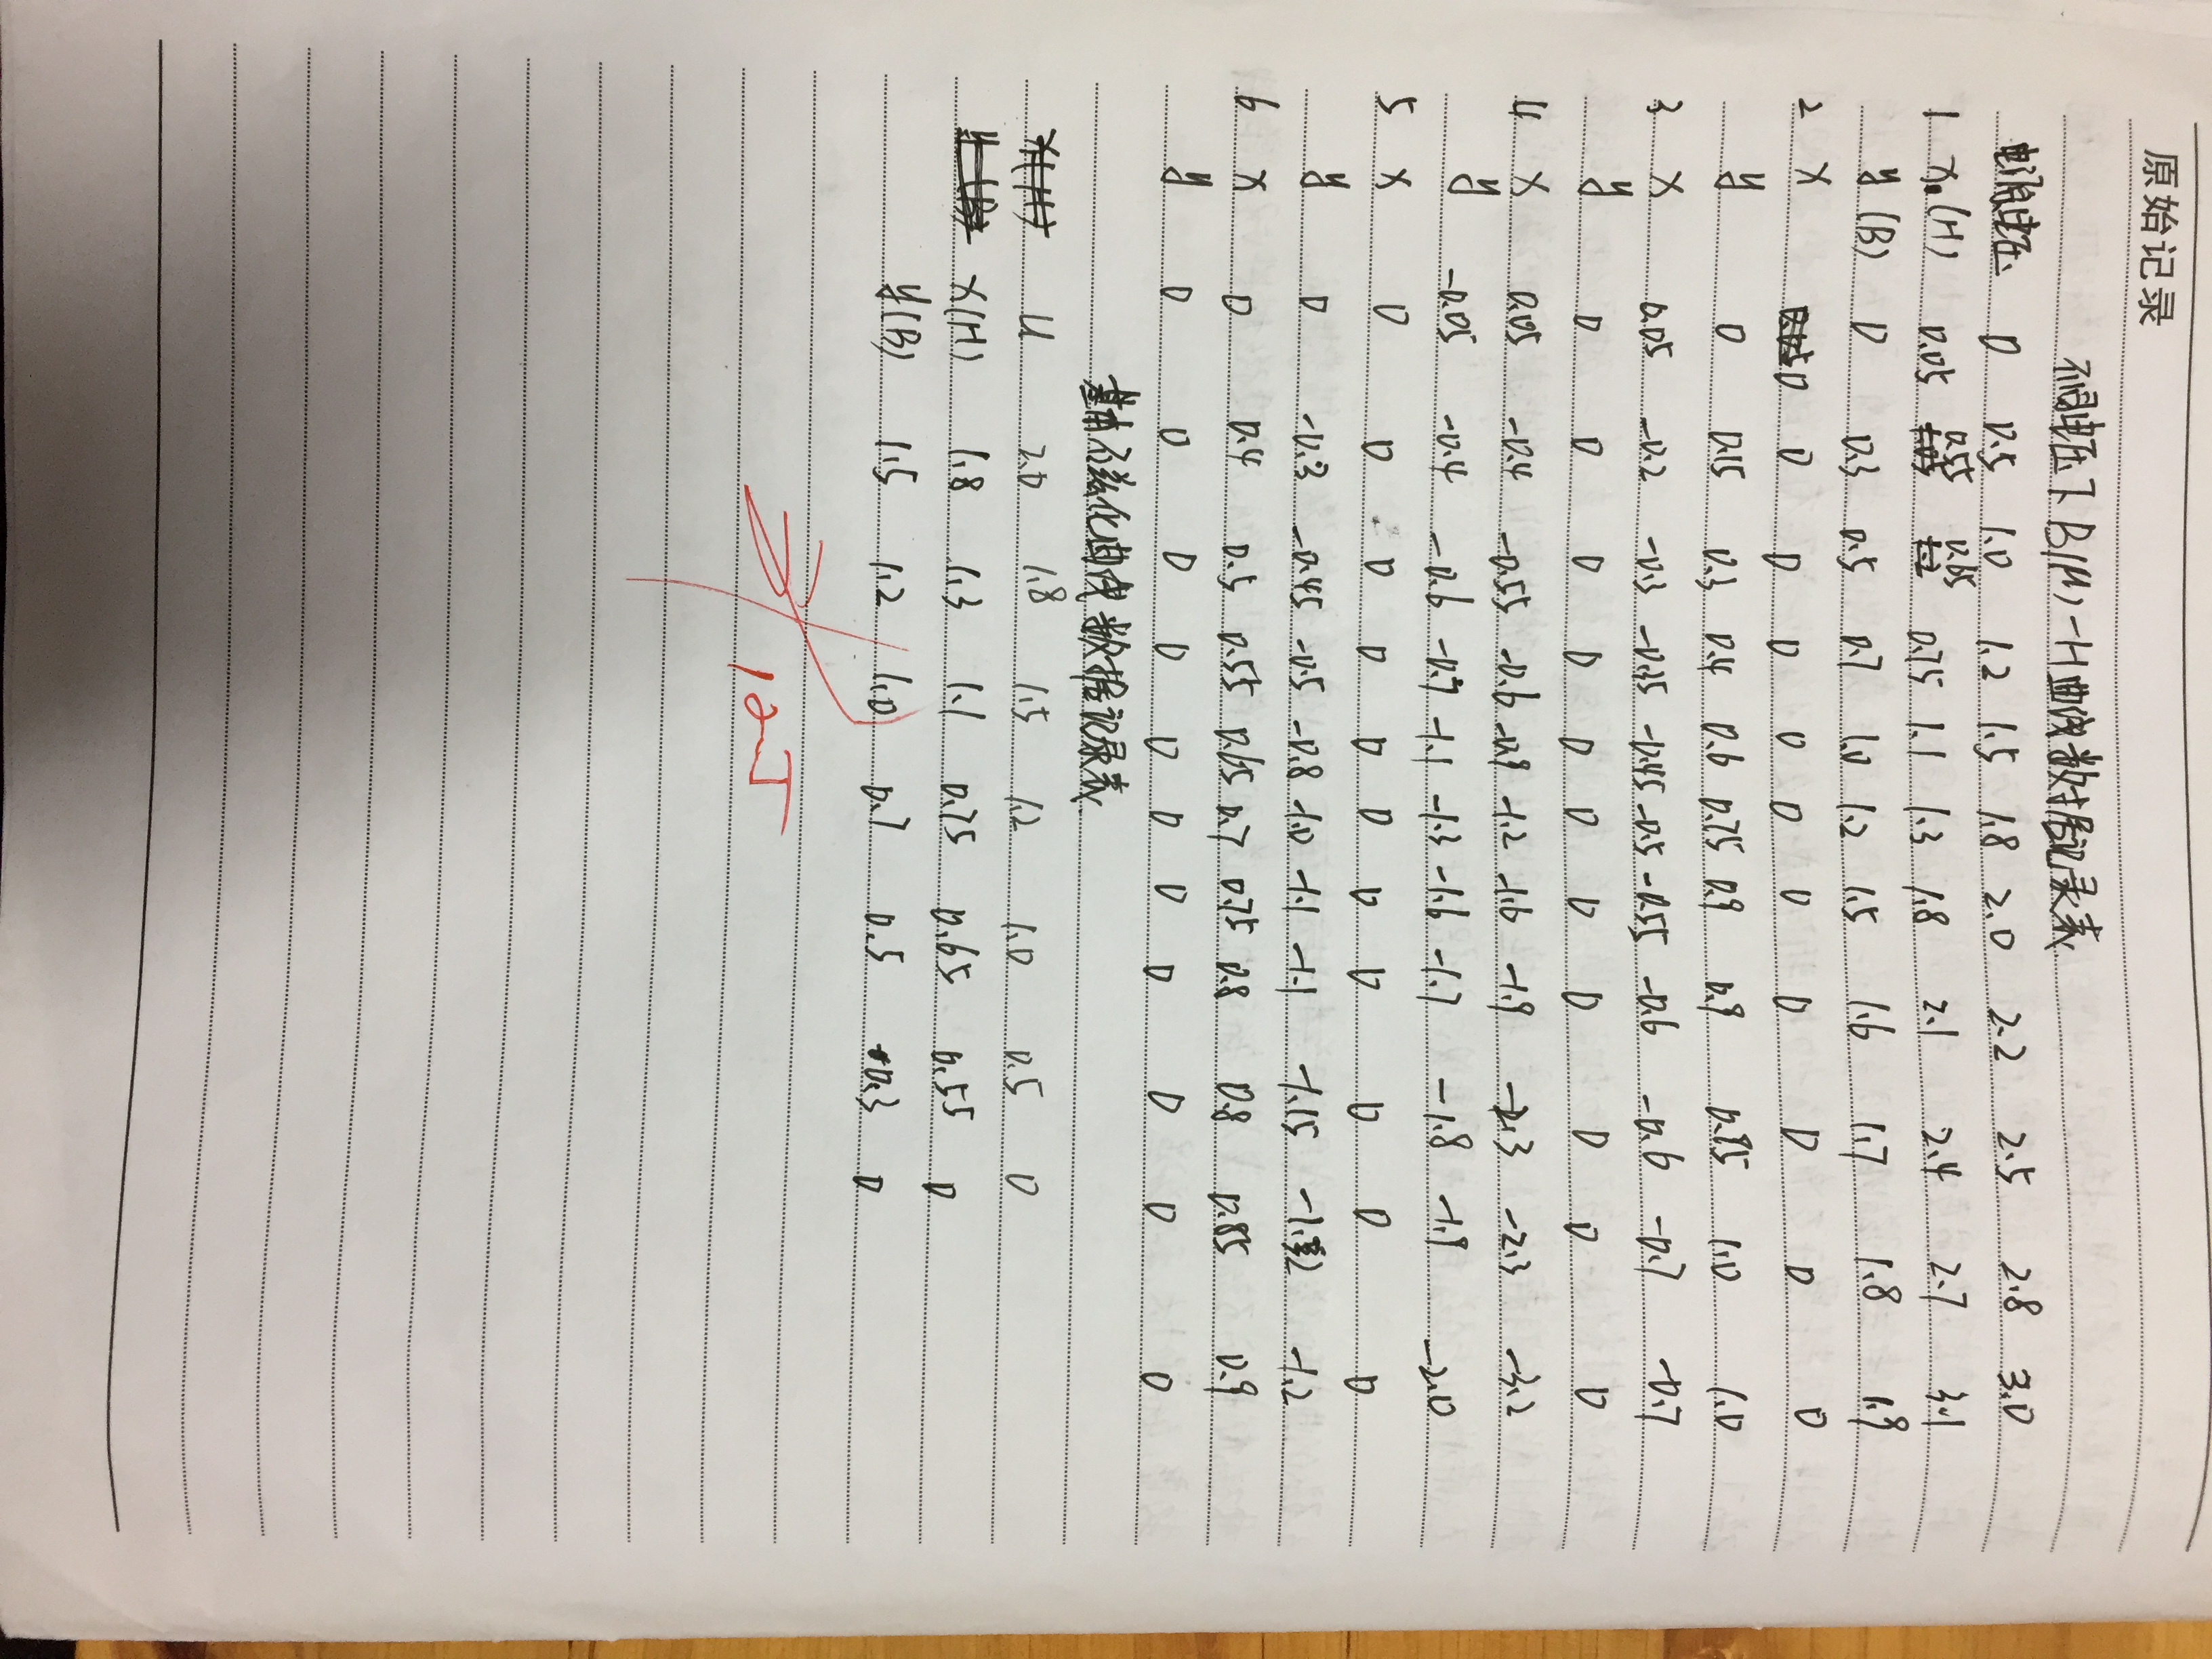 原始记录
不同电压下B(μ)-H曲线数据记录表
电源电压 0 0.5 1.0 1.2 1.5 1.8 2.0 2.2 2.5 2.8 3.0
0.55 0.65
1 x(H) 0.05 1.05 1.2 0.75 1.1 1.3 1.8 2.1 2.4 2.7 3.1
y(B) 0 0.3 0.5 0.7 1.0 1.2 1.5 1.6 1.7 1.8 1.9
2 x 0.05 0 0 0 0 0 0 0 0 0 0 0
y 0 0.15 0.3 0.4 0.6 0.75 0.9 0.9 0.95 1.0 1.0
3 x 0.05 -0.2 -0.3 -0.35 -0.45 -0.5 -0.55 -0.6 -0.6 -0.7 -0.7
y 0 0 0 0 0 0 0 0 0 0 0
4 x 0.05 -0.4 -0.55 -0.6 -0.9 -1.2 -1.6 -1.9 -2.3 -2.3 -3.2
y -0.05 -0.4 -0.6 -0.7 -1.1 -1.3 -1.6 -1.7 -1.8 -1.9 -2.0
5 x 0 0 0 0 0 0 0 0 0 0 0
y 0 -0.3 -0.45 -0.5 -0.8 -1.0 -1.1 -1.1 -1.15 -1.2 -1.2
6 x 0 0.4 0.5 0.55 0.65 0.7 0.75 0.8 0.8 0.85 0.9
y 0 0 0 0 0 0 0 0 0 0 0
基本磁化曲线数据记录表
x(H) U 2.0 1.8 1.5 1.2 1.0 0.5 0
y(B) x(H) 1.8 1.3 1.1 0.75 0.65 0.55 0
y(B) 1.5 1.2 1.0 0.7 0.5 0.3 0